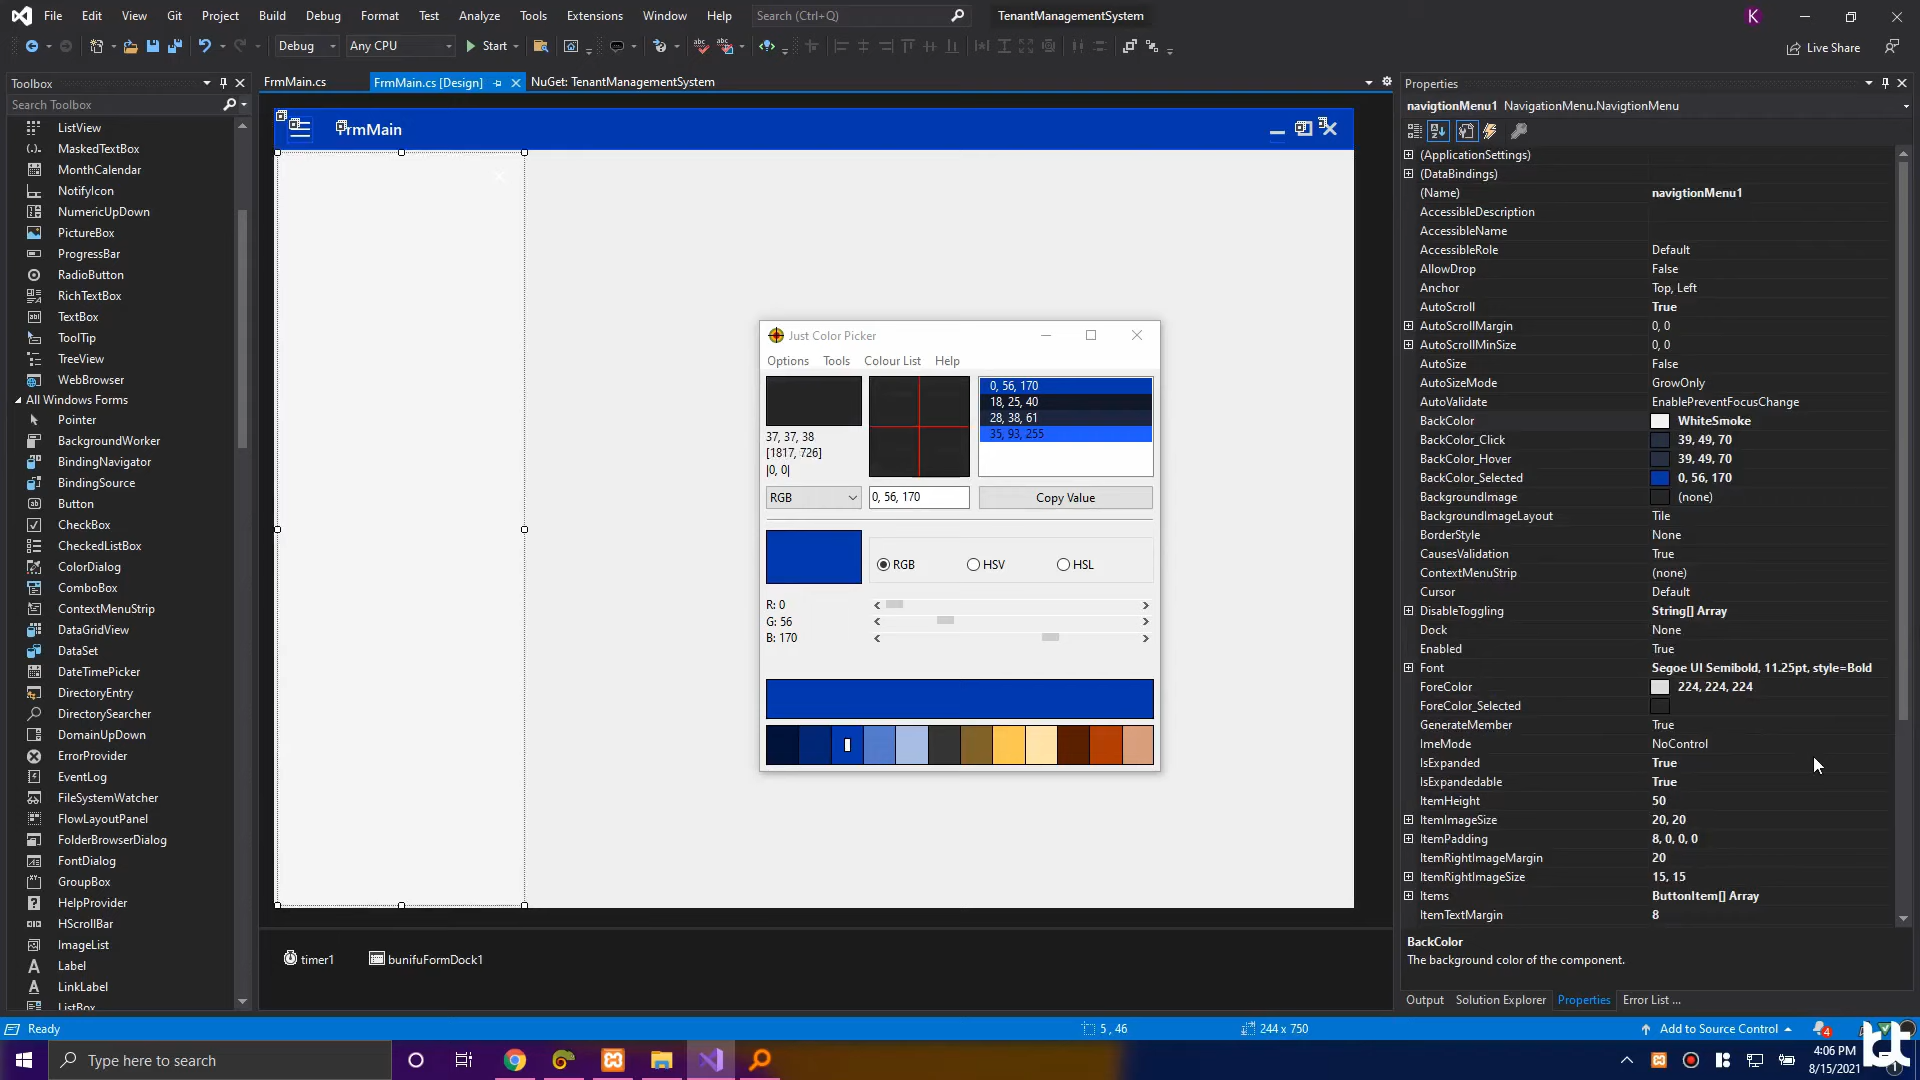 File Edit View Git Project Build Debug Format Test Analyze Tools Extensions Window Help Search (Ctrl+Q) TenantManagementSystem K
Debug Any CPU Start Live Share
Toolbox
Search Toolbox
ListView
MaskedTextBox
MonthCalendar
NotifyIcon
NumericUpDown
PictureBox
ProgressBar
RadioButton
RichTextBox
TextBox
ToolTip
TreeView
WebBrowser
All Windows Forms
Pointer
BackgroundWorker
BindingNavigator
BindingSource
Button
CheckBox
CheckedListBox
ColorDialog
ComboBox
ContextMenuStrip
DataGridView
DataSet
DateTimePicker
DirectoryEntry
DirectorySearcher
DomainUpDown
ErrorProvider
EventLog
FileSystemWatcher
FlowLayoutPanel
FolderBrowserDialog
FontDialog
GroupBox
HelpProvider
HScrollBar
ImageList
Label
LinkLabel
ListBox
FrmMain.cs FrmMain.cs [Design] NuGet: TenantManagementSystem
FrmMain
Just Color Picker
Options Tools Colour List Help
37, 37, 38
[1817, 726]
|0, 0|
0, 56, 170
18, 25, 40
28, 38, 61
35, 93, 255
RGB 0, 56, 170 Copy Value
RGB HSV HSL
R: 0
G: 56
B: 170
timer1 bunifuFormDock1
Properties
navigtionMenu1 NavigationMenu.NavigtionMenu
(ApplicationSettings)
(DataBindings)
(Name) navigtionMenu1
AccessibleDescription
AccessibleName
AccessibleRole Default
AllowDrop False
Anchor Top, Left
AutoScroll True
AutoScrollMargin 0, 0
AutoScrollMinSize 0, 0
AutoSize False
AutoSizeMode GrowOnly
AutoValidate EnablePreventFocusChange
BackColor WhiteSmoke
BackColor_Click 39, 49, 70
BackColor_Hover 39, 49, 70
BackColor_Selected 0, 56, 170
BackgroundImage (none)
BackgroundImageLayout Tile
BorderStyle None
CausesValidation True
ContextMenuStrip (none)
Cursor Default
DisableToggling String[] Array
Dock None
Enabled True
Font Segoe UI Semibold, 11.25pt, style=Bold
ForeColor 224, 224, 224
ForeColor_Selected
GenerateMember True
ImeMode NoControl
IsExpanded True
IsExpandedable True
ItemHeight 50
ItemImageSize 20, 20
ItemPadding 8, 0, 0, 0
ItemRightImageMargin 20
ItemRightImageSize 15, 15
Items ButtonItem[] Array
ItemTextMargin 8
BackColor
The background color of the component.
Output Solution Explorer Properties Error List ...
Ready 5 , 46 244 x 750 Add to Source Control 4
Type here to search
4:06 PM
8/15/2021